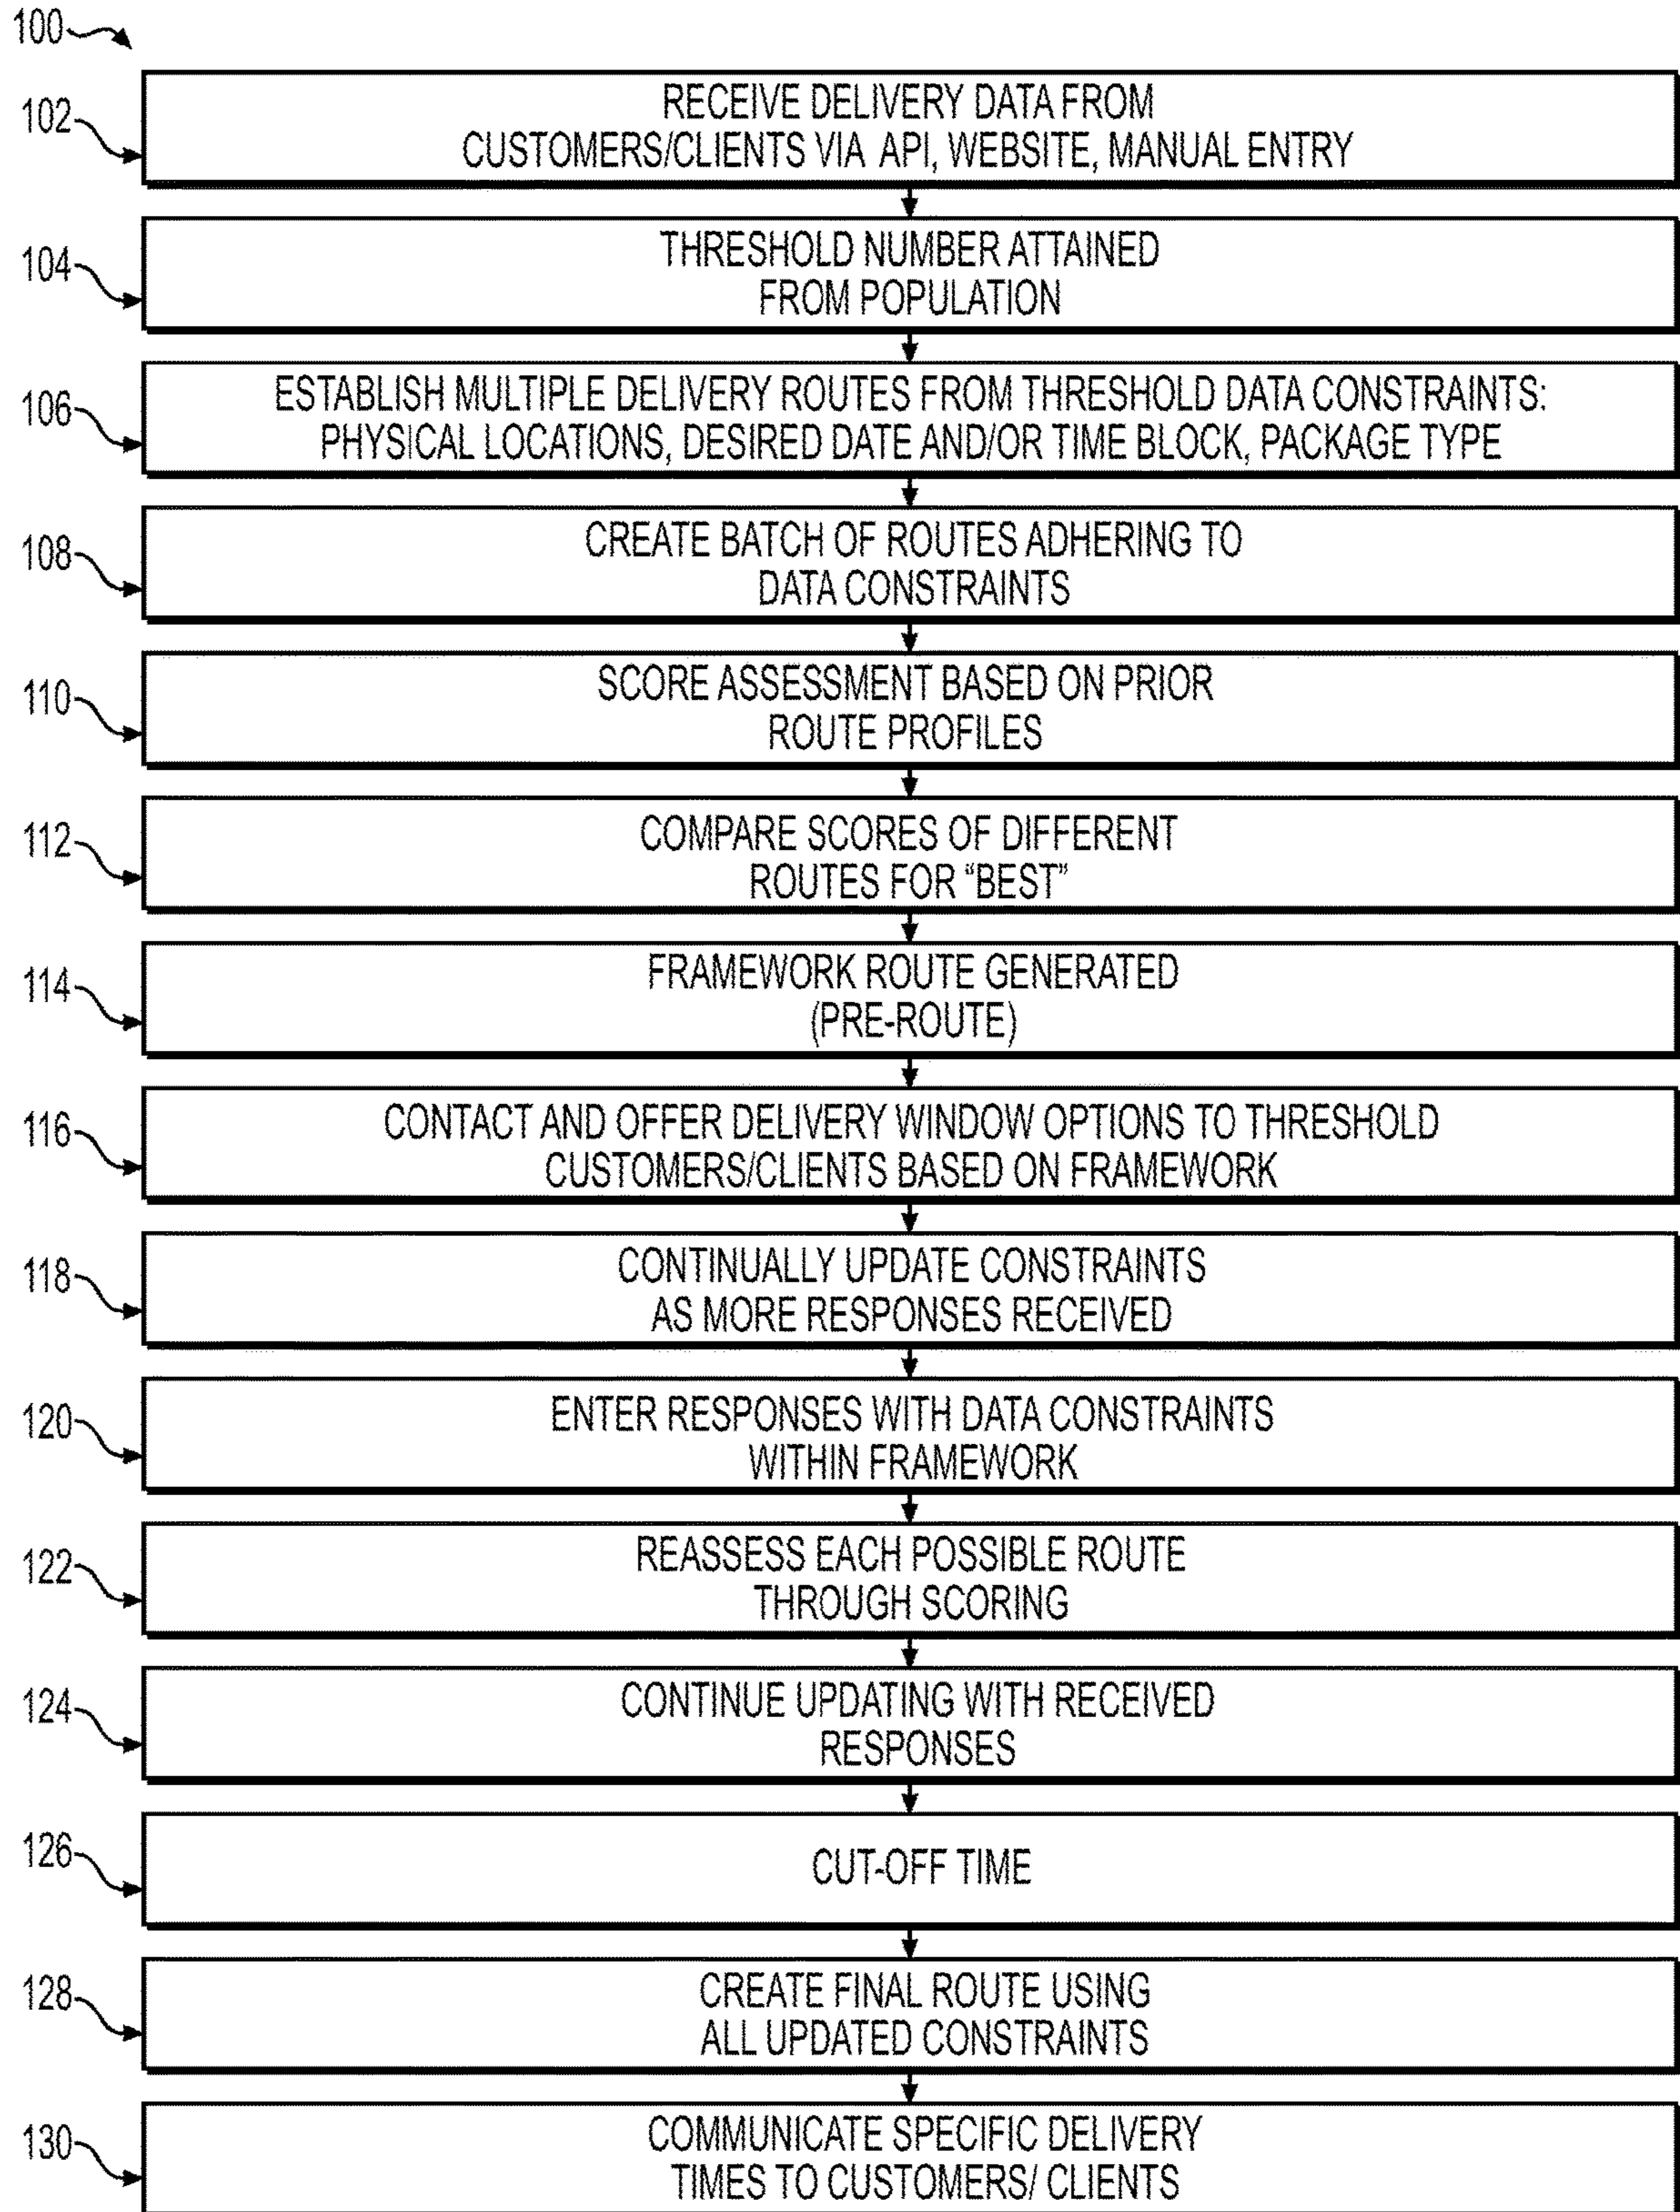 100
102
RECEIVE DELIVERY DATA FROM
CUSTOMERS/CLIENTS VIA API, WEBSITE, MANUAL ENTRY
104
THRESHOLD NUMBER ATTAINED
FROM POPULATION
106
ESTABLISH MULTIPLE DELIVERY ROUTES FROM THRESHOLD DATA CONSTRAINTS:
PHYSICAL LOCATIONS, DESIRED DATE AND/OR TIME BLOCK, PACKAGE TYPE
108
CREATE BATCH OF ROUTES ADHERING TO
DATA CONSTRAINTS
110
SCORE ASSESSMENT BASED ON PRIOR
ROUTE PROFILES
112
COMPARE SCORES OF DIFFERENT
ROUTES FOR “BEST”
114
FRAMEWORK ROUTE GENERATED
(PRE-ROUTE)
116
CONTACT AND OFFER DELIVERY WINDOW OPTIONS TO THRESHOLD
CUSTOMERS/CLIENTS BASED ON FRAMEWORK
118
CONTINUALLY UPDATE CONSTRAINTS
AS MORE RESPONSES RECEIVED
120
ENTER RESPONSES WITH DATA CONSTRAINTS
WITHIN FRAMEWORK
122
REASSESS EACH POSSIBLE ROUTE
THROUGH SCORING
124
CONTINUE UPDATING WITH RECEIVED
RESPONSES
126
CUT-OFF TIME
128
CREATE FINAL ROUTE USING
ALL UPDATED CONSTRAINTS
130
COMMUNICATE SPECIFIC DELIVERY
TIMES TO CUSTOMERS/ CLIENTS